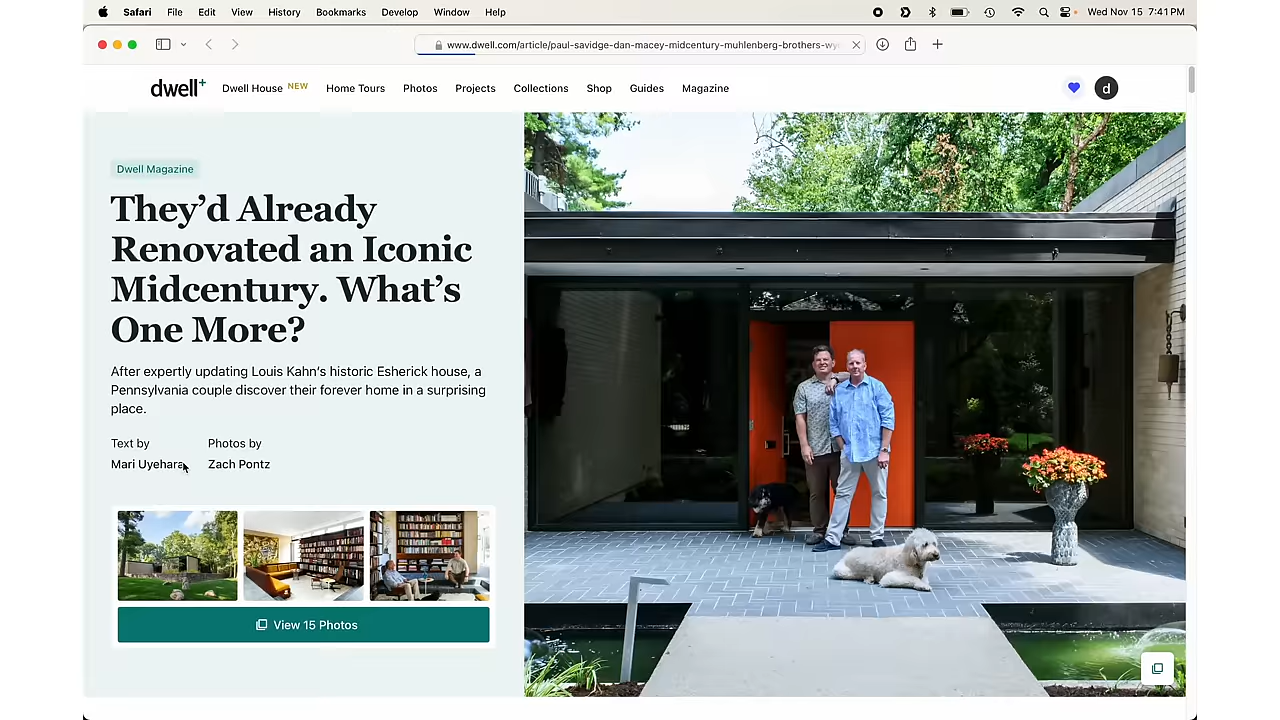 Safari File Edit View History Bookmarks Develop Window Help Wed Nov 15 7:41 PM
www.dwell.com/article/paul-savidge-dan-macey-midcentury-muhlenberg-brothers-wy
dwell+ Dwell House NEW Home Tours Photos Projects Collections Shop Guides Magazine d
Dwell Magazine
They’d Already
Renovated an Iconic
Midcentury. What’s
One More?
After expertly updating Louis Kahn’s historic Esherick house, a
Pennsylvania couple discover their forever home in a surprising
place.
Text by Photos by
Mari Uyehara Zach Pontz
View 15 Photos